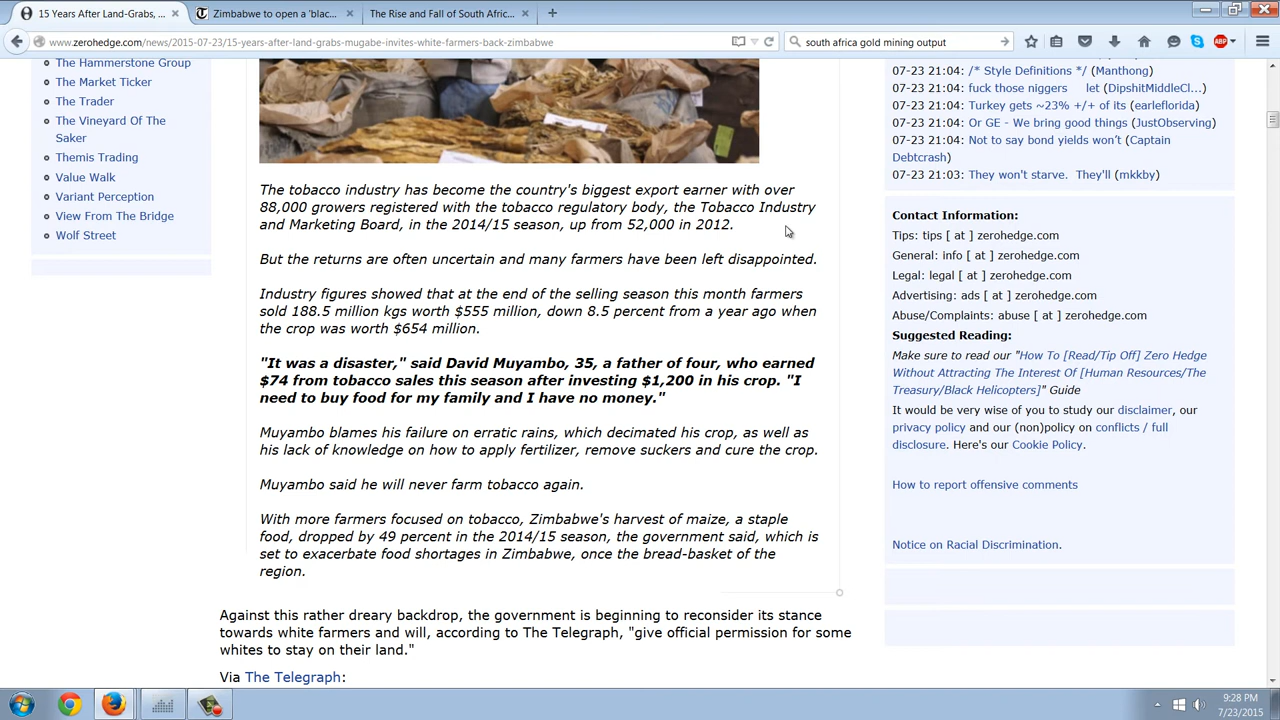 15 Years After Land-Grabs, ...
Zimbabwe to open a 'blac...
The Rise and Fall of South Afric...
www.zerohedge.com/news/2015-07-23/15-years-after-land-grabs-mugabe-invites-white-farmers-back-zimbabwe
south africa gold mining output
ABP
The Hammerstone Group
The Market Ticker
The Trader
The Vineyard Of The
Saker
Themis Trading
Value Walk
Variant Perception
View From The Bridge
Wolf Street
The tobacco industry has become the country's biggest export earner with over
88,000 growers registered with the tobacco regulatory body, the Tobacco Industry
and Marketing Board, in the 2014/15 season, up from 52,000 in 2012.
But the returns are often uncertain and many farmers have been left disappointed.
Industry figures showed that at the end of the selling season this month farmers
sold 188.5 million kgs worth $555 million, down 8.5 percent from a year ago when
the crop was worth $654 million.
"It was a disaster," said David Muyambo, 35, a father of four, who earned
$74 from tobacco sales this season after investing $1,200 in his crop. "I
need to buy food for my family and I have no money."
Muyambo blames his failure on erratic rains, which decimated his crop, as well as
his lack of knowledge on how to apply fertilizer, remove suckers and cure the crop.
Muyambo said he will never farm tobacco again.
With more farmers focused on tobacco, Zimbabwe's harvest of maize, a staple
food, dropped by 49 percent in the 2014/15 season, the government said, which is
set to exacerbate food shortages in Zimbabwe, once the bread-basket of the
region.
Against this rather dreary backdrop, the government is beginning to reconsider its stance
towards white farmers and will, according to The Telegraph, "give official permission for some
whites to stay on their land."
Via The Telegraph:
07-23 21:04: /* Style Definitions */ (Manthong)
07-23 21:04: fuck those niggers let (DipshitMiddleCl...)
07-23 21:04: Turkey gets ~23% +/+ of its (earleflorida)
07-23 21:04: Or GE - We bring good things (JustObserving)
07-23 21:04: Not to say bond yields won't (Captain
Debtcrash)
07-23 21:03: They won't starve. They'll (mkkby)
Contact Information:
Tips: tips [ at ] zerohedge.com
General: info [ at ] zerohedge.com
Legal: legal [ at ] zerohedge.com
Advertising: ads [ at ] zerohedge.com
Abuse/Complaints: abuse [ at ] zerohedge.com
Suggested Reading:
Make sure to read our "How To [Read/Tip Off] Zero Hedge
Without Attracting The Interest Of [Human Resources/The
Treasury/Black Helicopters]" Guide
It would be very wise of you to study our disclaimer, our
privacy policy and our (non)policy on conflicts / full
disclosure. Here's our Cookie Policy.
How to report offensive comments
Notice on Racial Discrimination.
9:28 PM
7/23/2015